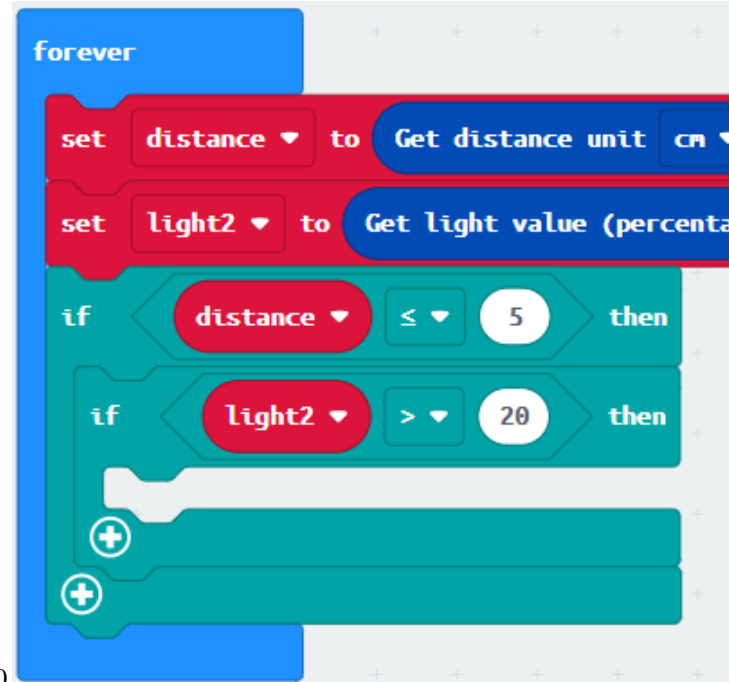 forever
set distance to Get distance unit cm
set light2 to Get light value
if distance ≤ 5 then
if light2 > 20 then